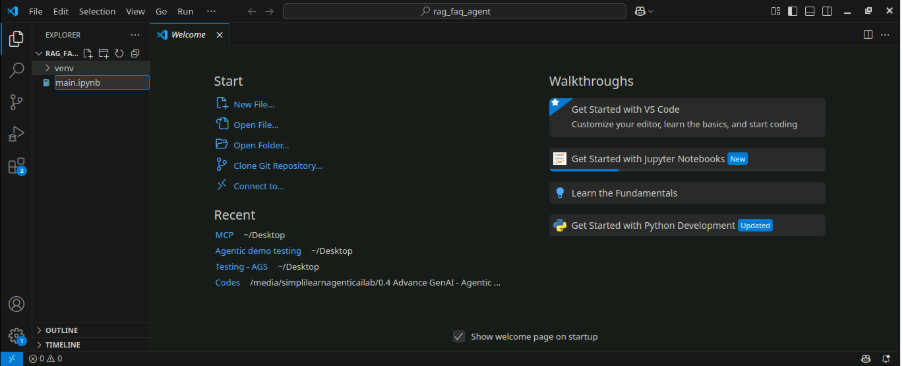 File Edit Selection View Go Run ··· rag_faq_agent
EXPLORER ···
RAG_FA...
venv
main.ipynb
Welcome
Start
New File...
Open File...
Open Folder...
Clone Git Repository...
Connect to...
Recent
MCP ~/Desktop
Agentic demo testing ~/Desktop
Testing - AGS ~/Desktop
Codes /media/simplilearnagenticailab/0.4 Advance GenAI - Agentic ...
Walkthroughs
Get Started with VS Code
Customize your editor, learn the basics, and start coding
Get Started with Jupyter Notebooks New
Learn the Fundamentals
Get Started with Python Development Updated
Show welcome page on startup
2
1
OUTLINE
TIMELINE
0 0